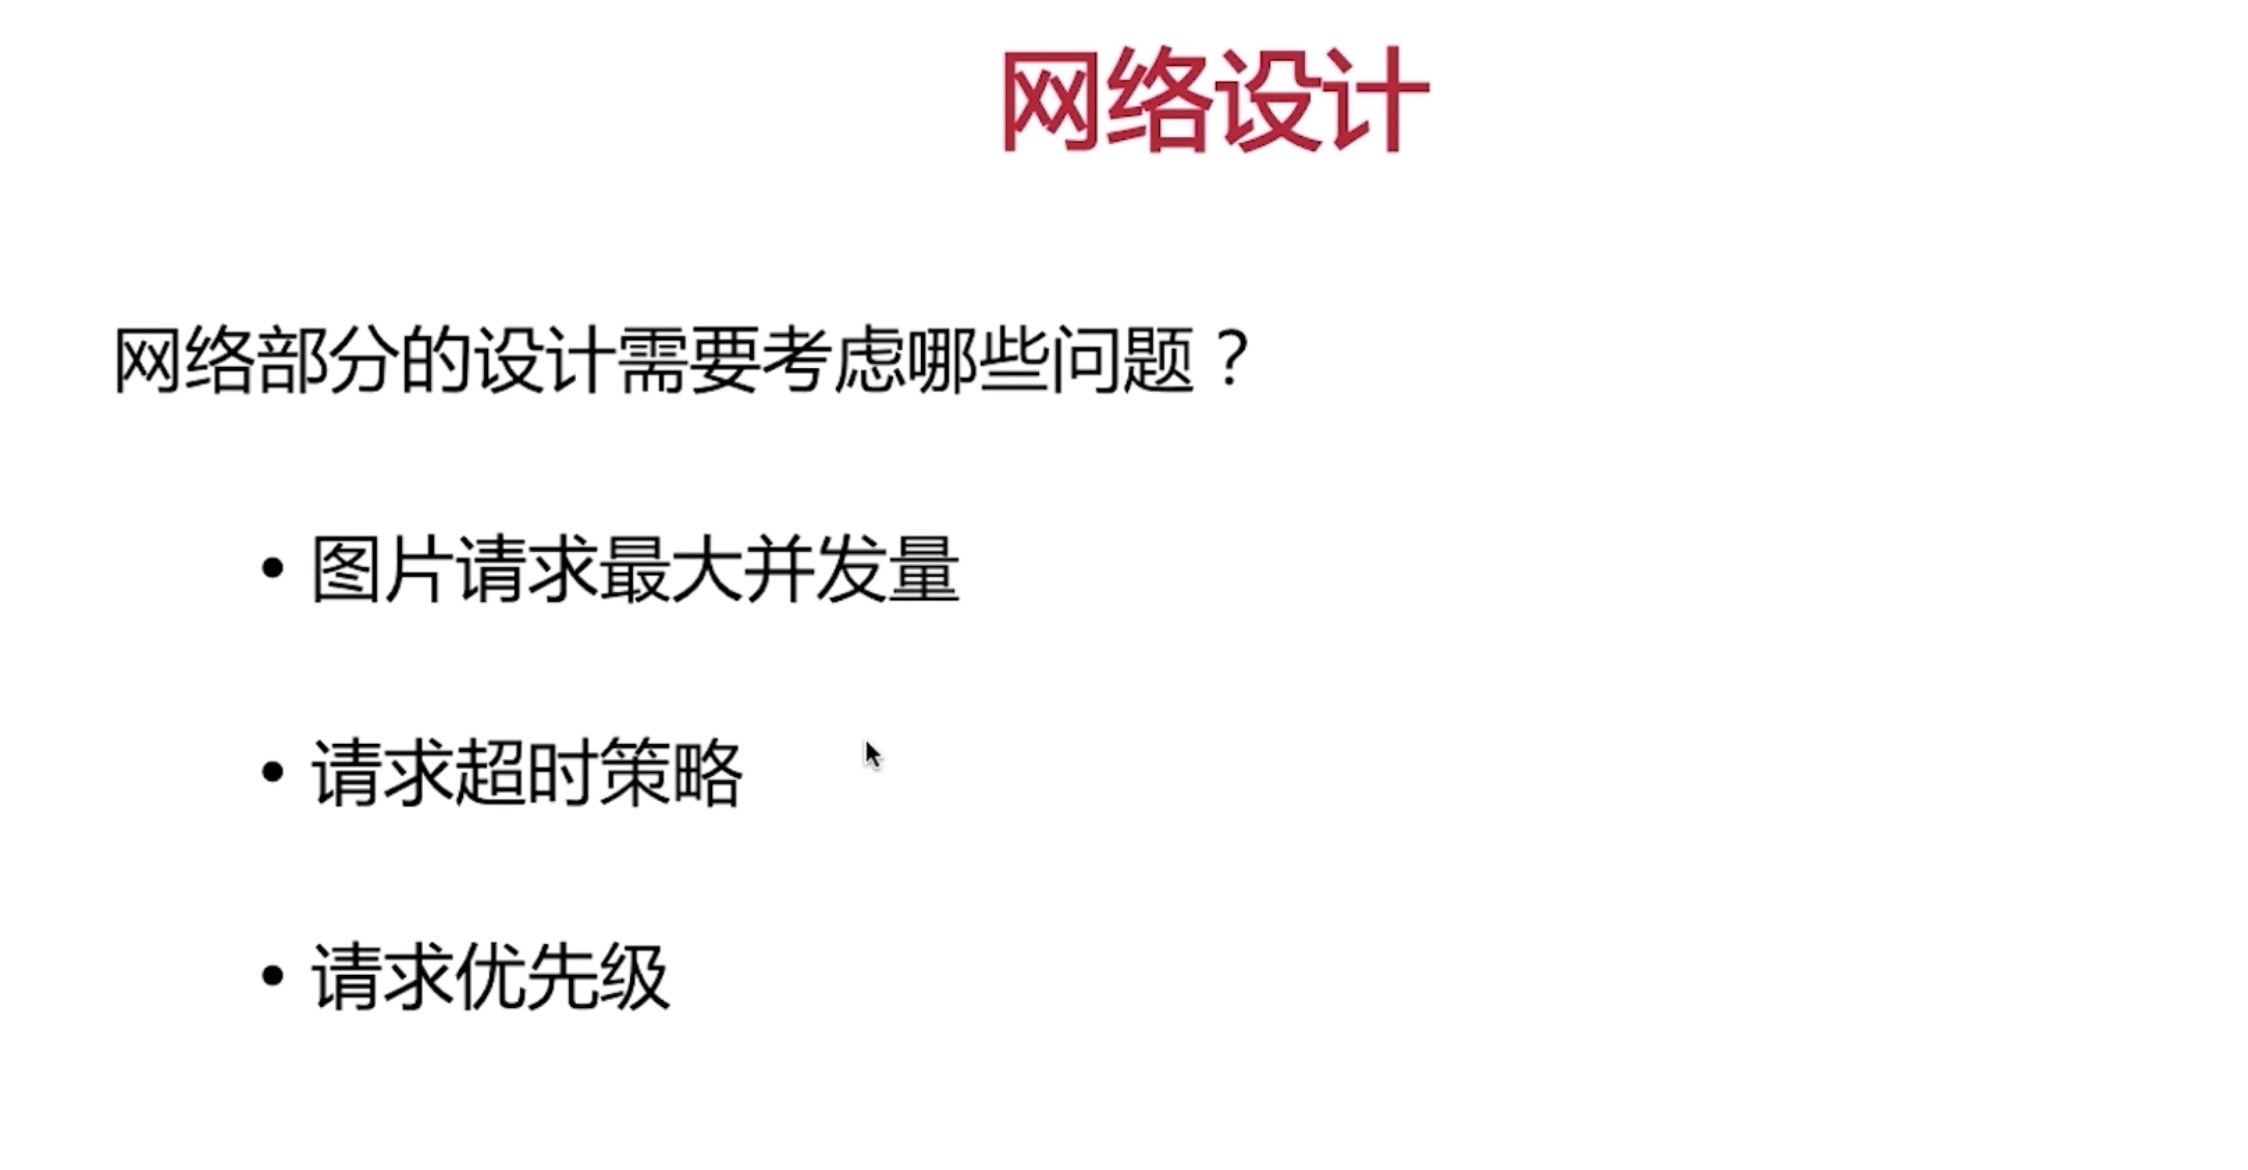 网络设计
网络部分的设计需要考虑哪些问题？
• 图片请求最大并发量
• 请求超时策略
• 请求优先级